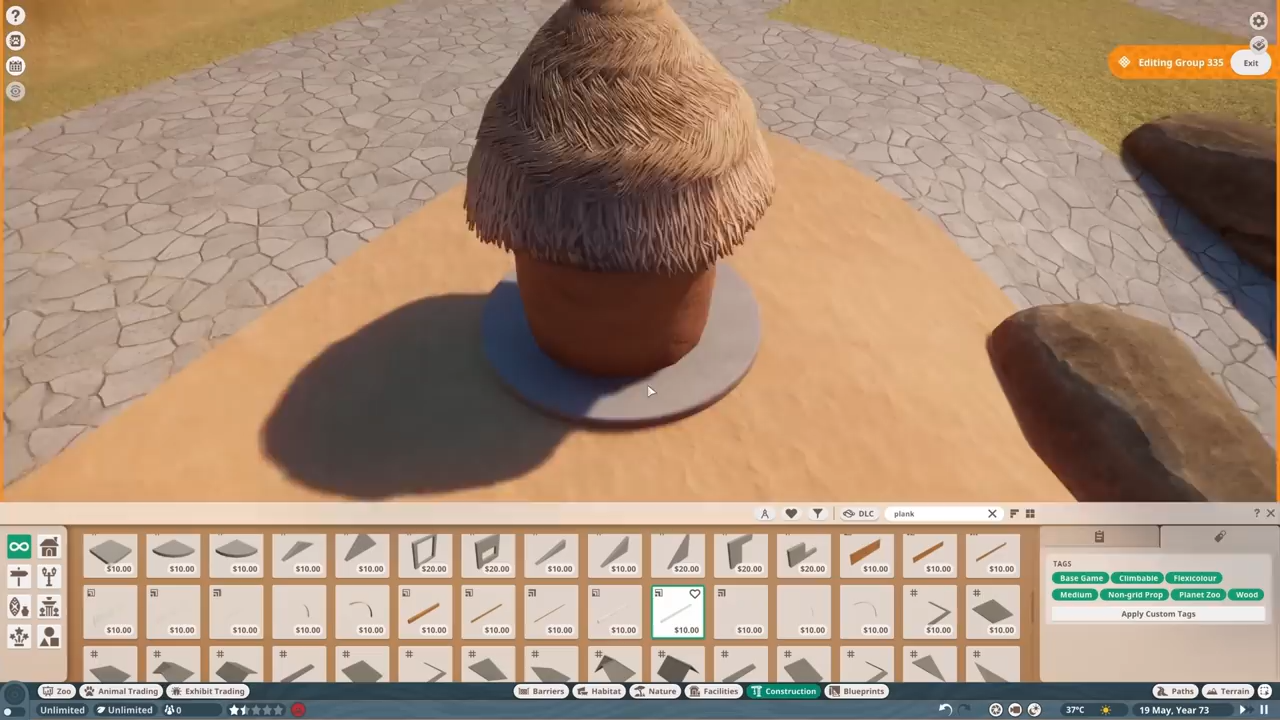 ?
Editing Group 335 Exit
DLC plank
?
$10.00 $10.00 $10.00 $10.00 $10.00 $20.00 $20.00 $10.00 $10.00 $20.00 $20.00 $20.00 $10.00 $10.00 $10.00
TAGS
Base Game Climbable Flexicolour
Medium Non-grid Prop Planet Zoo Wood
Apply Custom Tags
$10.00 $10.00 $10.00 $10.00 $10.00 $10.00 $10.00 $10.00 $10.00 $10.00 $10.00 $10.00 $10.00 $10.00 $10.00
Zoo Animal Trading Exhibit Trading Barriers Habitat Nature Facilities Construction Blueprints Paths Terrain
Unlimited Unlimited 0 37°C 19 May, Year 73